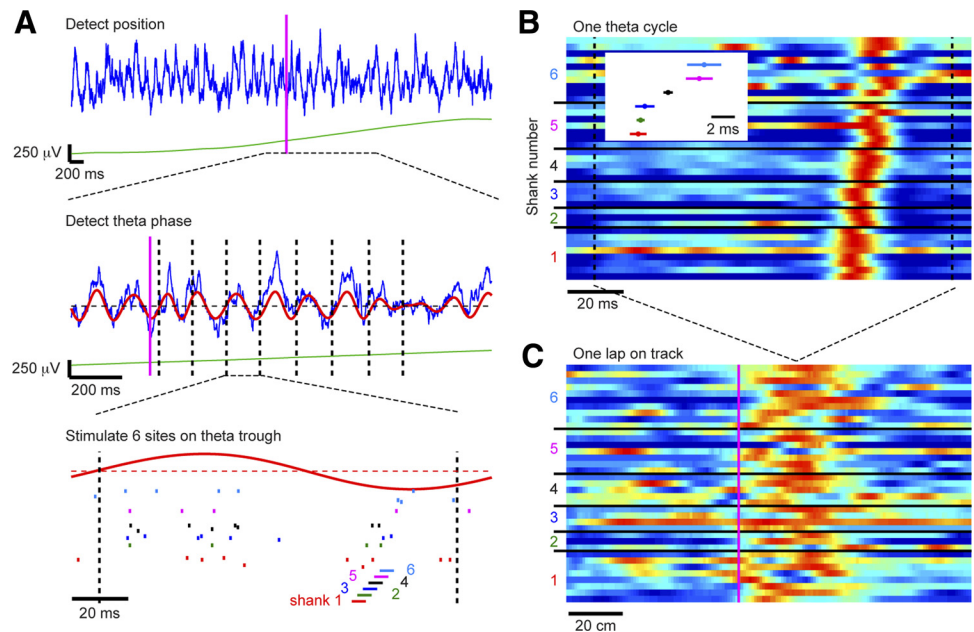 A
Detect position
250 μV
200 ms
Detect theta phase
250 μV
200 ms
Stimulate 6 sites on theta trough
6
5
4
3
2
shank 1
20 ms
B
One theta cycle
2 ms
Shank number
6
5
4
3
2
1
20 ms
C
One lap on track
6
5
4
3
2
1
20 cm